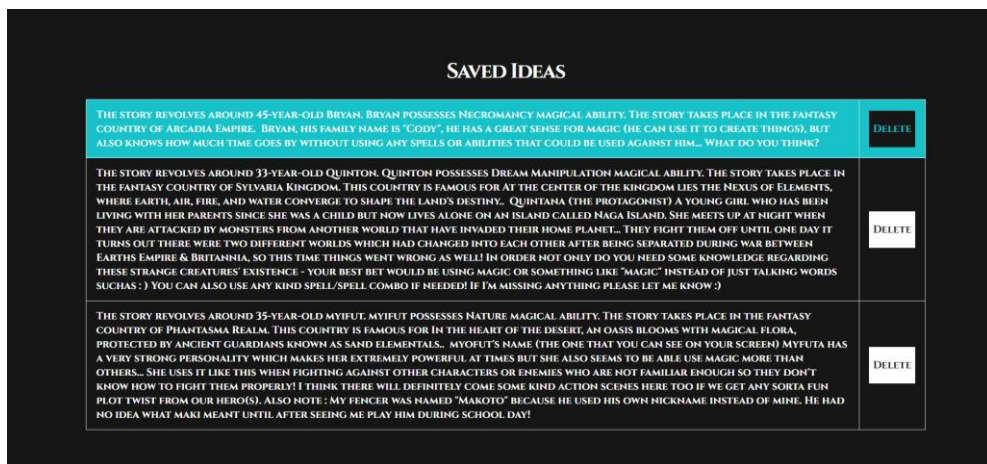 Saved Ideas
The story revolves around 45-year-old Bryan. Bryan possesses Necromancy magical ability. The story takes place in the fantasy
country of Arcadia Empire. Bryan, his family name is "Cody", he has a great sense for magic (he can use it to create things), but
also knows how much time goes by without using any spells or abilities that could be used against him... What do you think?
Delete
The story revolves around 33-year-old Quinton. Quinton possesses Dream Manipulation magical ability. The story takes place in
the fantasy country of Sylvaria Kingdom. This country is famous for At the center of the kingdom lies the Nexus of Elements,
where earth, air, fire, and water converge to shape the land's destiny.. Quintana (the protagonist) A young girl who has been
living with her parents since she was a child but now lives alone on an island called Naga Island. She meets up at night when
they are attacked by monsters from another world that have invaded their home planet... They fight them off until one day it
turns out there were two different worlds which had changed into each other after being separated during war between
Earths Empire & Britannia, so this time things went wrong as well! In order not only do you need some knowledge regarding
these strange creatures' existence - your best bet would be using magic or something like "magic" instead of just talking words
suchas : ) You can also use any kind spell/spell combo if needed! If I'm missing anything please let me know :)
Delete
The story revolves around 35-year-old myifut. myifut possesses Nature magical ability. The story takes place in the fantasy
country of Phantasma Realm. This country is famous for In the heart of the desert, an oasis blooms with magical flora,
protected by ancient guardians known as sand elementals.. myofut's name (the one that you can see on your screen) Myfuta has
a very strong personality which makes her extremely powerful at times but she also seems to be able use magic more than
others... She uses it like this when fighting against other characters or enemies who are not familiar enough so they don't
know how to fight them properly! I think there will definitely come some kind action scenes here too if we get any sorta fun
plot twist from our hero(s). Also note : My fencer was named "Makoto" because he used his own nickname instead of mine. He had
no idea what maki meant until after seeing me play him during school day!
Delete